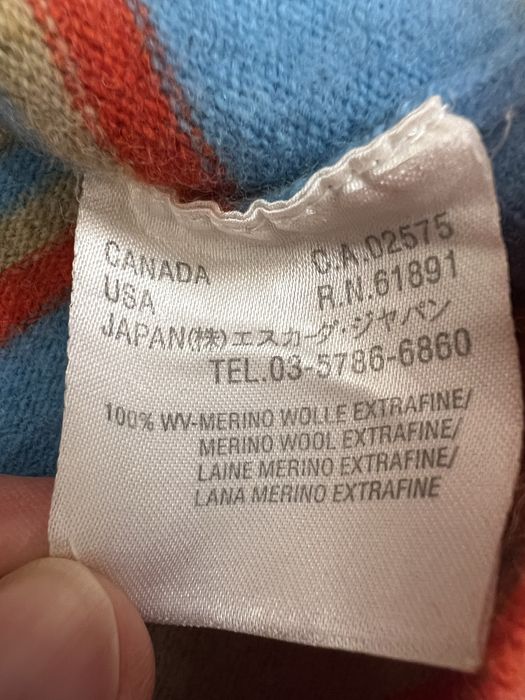 CANADA C.A.02575
USA R.N.61891
JAPAN(株)エスカーダ・ジャパン
TEL.03-5786-6860
100% WV-MERINO WOLLE EXTRAFINE/
MERINO WOOL EXTRAFINE/
LAINE MERINO EXTRAFINE/
LANA MERINO EXTRAFINE